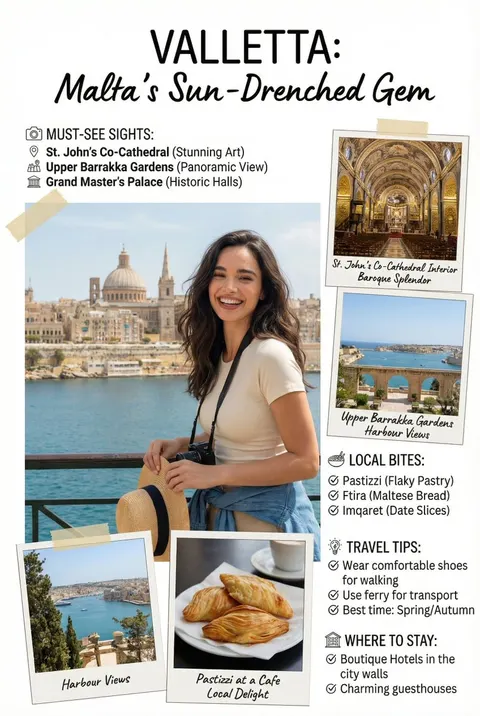 VALLETTA:
Malta's Sun-Drenched Gem
MUST-SEE SIGHTS:
St. John's Co-Cathedral (Stunning Art)
Upper Barrakka Gardens (Panoramic View)
Grand Master's Palace (Historic Halls)
St. John's Co-Cathedral Interior
Baroque Splendor
Upper Barrakka Gardens
Harbour Views
LOCAL BITES:
Pastizzi (Flaky Pastry)
Ftira (Maltese Bread)
Imqaret (Date Slices)
TRAVEL TIPS:
Wear comfortable shoes
for walking
Use ferry for transport
Best time: Spring/Autumn
WHERE TO STAY:
Boutique Hotels in the
city walls
Charming guesthouses
Harbour Views
Pastizzi at a Cafe
Local Delight